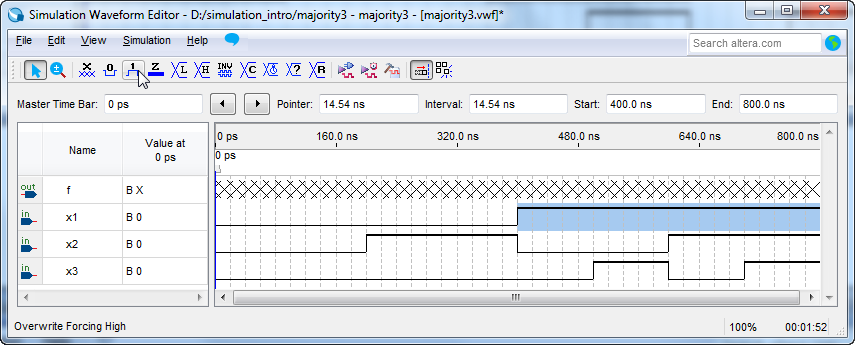 Simulation Waveform Editor - D:/simulation_intro/majority3 - majority3 - [majority3.vwf]*
File Edit View Simulation Help Search altera.com
X 0 1 Z L H INV C ? R
Master Time Bar: 0 ps Pointer: 14.54 ns Interval: 14.54 ns Start: 400.0 ns End: 800.0 ns
Name Value at 0 ps
0 ps 160.0 ns 320.0 ns 480.0 ns 640.0 ns 800.0 ns
0 ps
out f B X
in x1 B 0
in x2 B 0
in x3 B 0
Overwrite Forcing High 100% 00:01:52